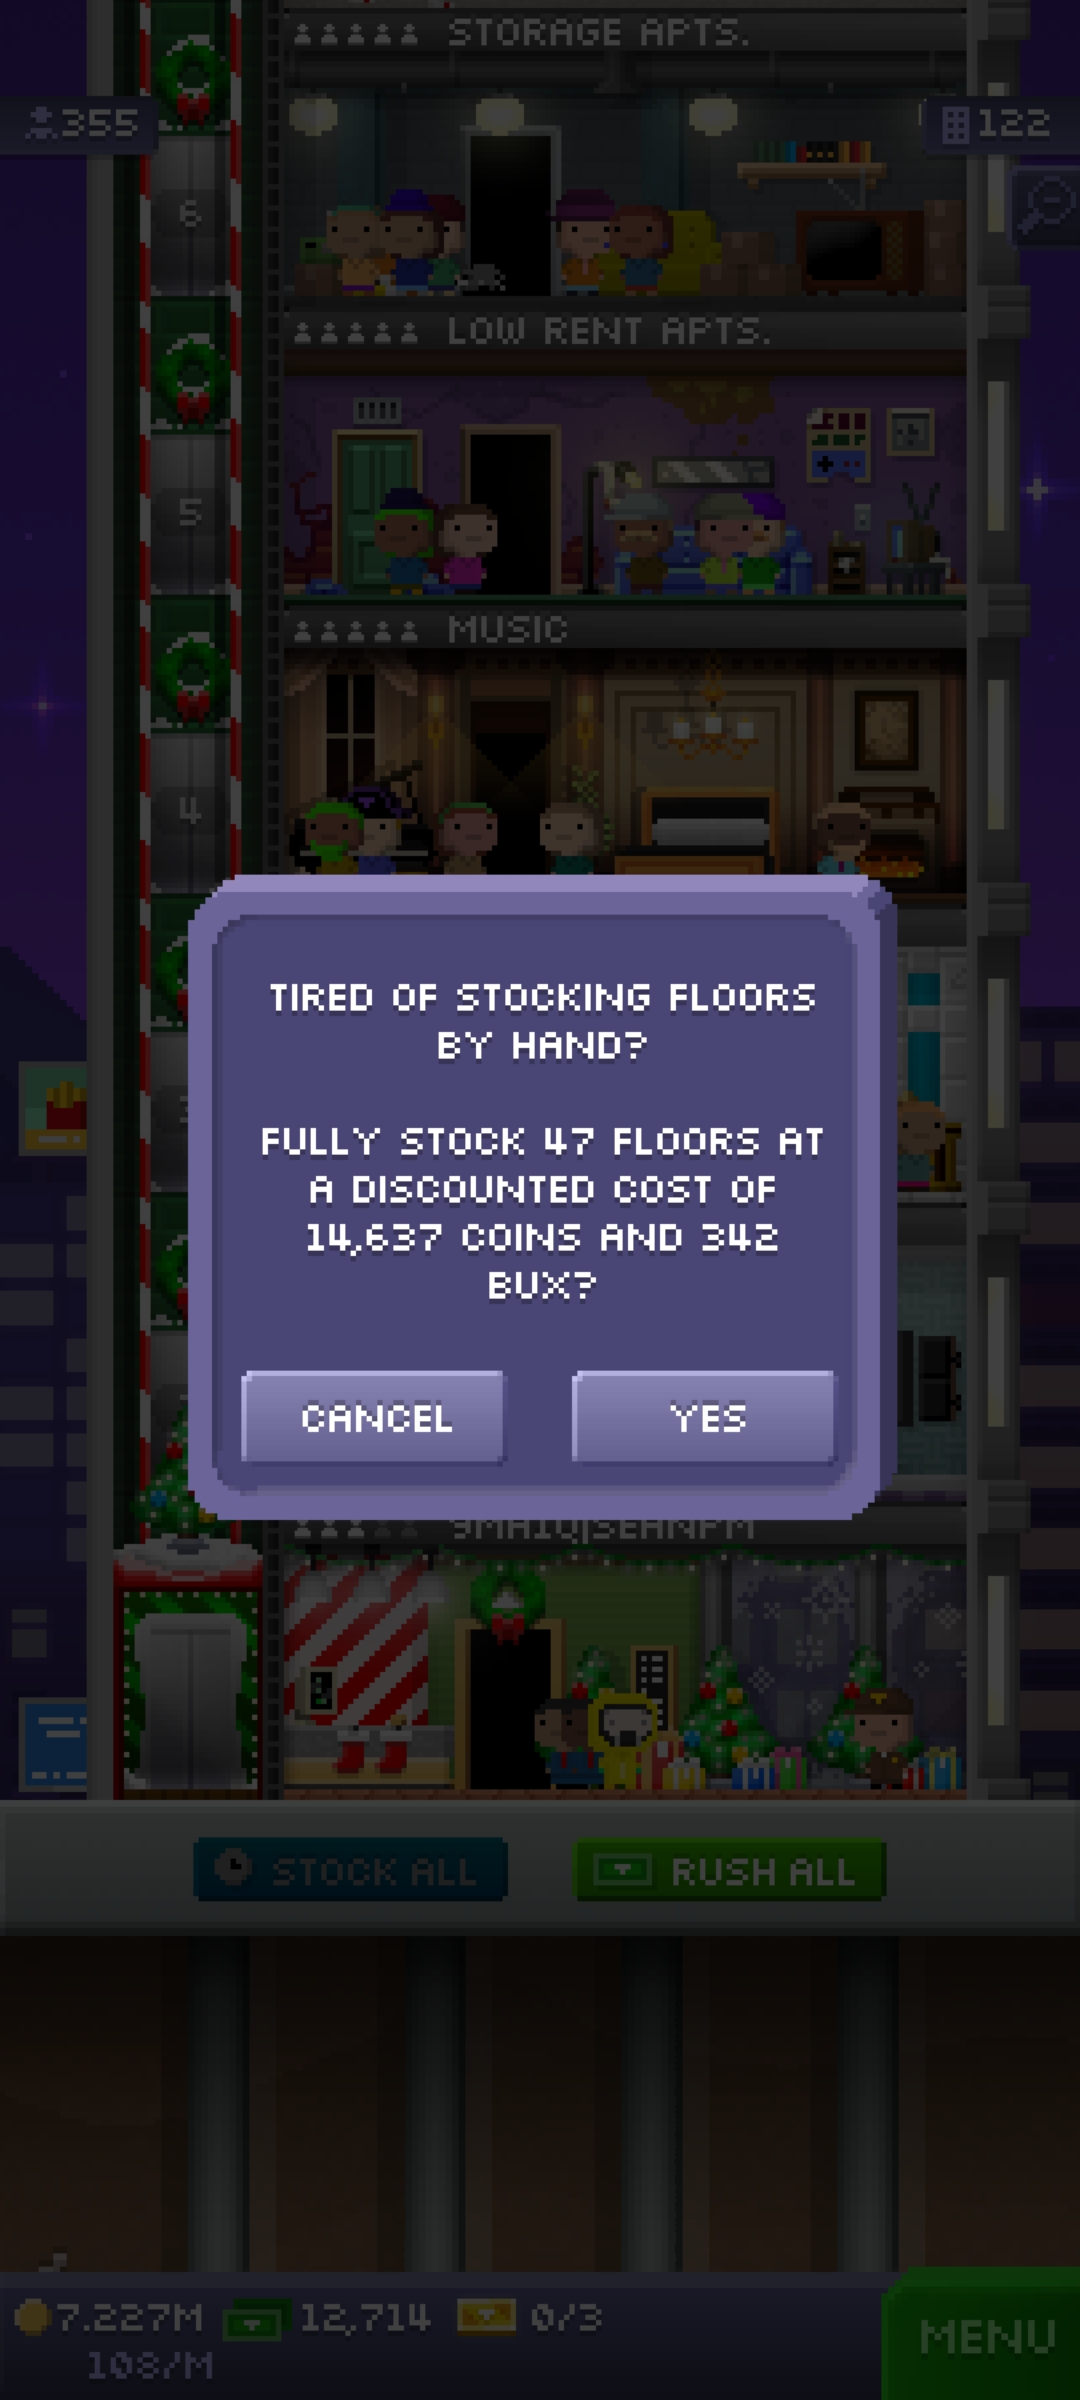 STORAGE APTS.
355
122
6
LOW RENT APTS.
5
MUSIC
4
TIRED OF STOCKING FLOORS
BY HAND?
FULLY STOCK 47 FLOORS AT
A DISCOUNTED COST OF
14,637 COINS AND 342
BUX?
CANCEL
YES
STOCK ALL
RUSH ALL
7.227M
12,714
0/3
MENU
108/M